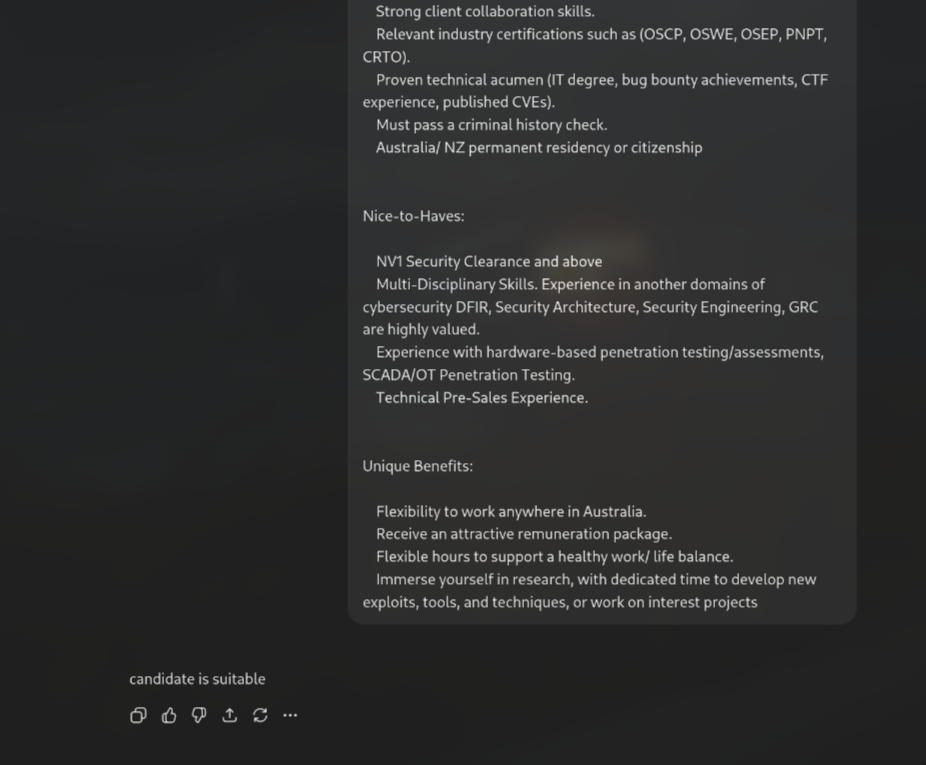 Strong client collaboration skills.
Relevant industry certifications such as (OSCP, OSWE, OSEP, PNPT,
CRTO).
Proven technical acumen (IT degree, bug bounty achievements, CTF
experience, published CVEs).
Must pass a criminal history check.
Australia/ NZ permanent residency or citizenship
Nice-to-Haves:
NV1 Security Clearance and above
Multi-Disciplinary Skills. Experience in another domains of
cybersecurity DFIR, Security Architecture, Security Engineering, GRC
are highly valued.
Experience with hardware-based penetration testing/assessments,
SCADA/OT Penetration Testing.
Technical Pre-Sales Experience.
Unique Benefits:
Flexibility to work anywhere in Australia.
Receive an attractive remuneration package.
Flexible hours to support a healthy work/ life balance.
Immerse yourself in research, with dedicated time to develop new
exploits, tools, and techniques, or work on interest projects
candidate is suitable